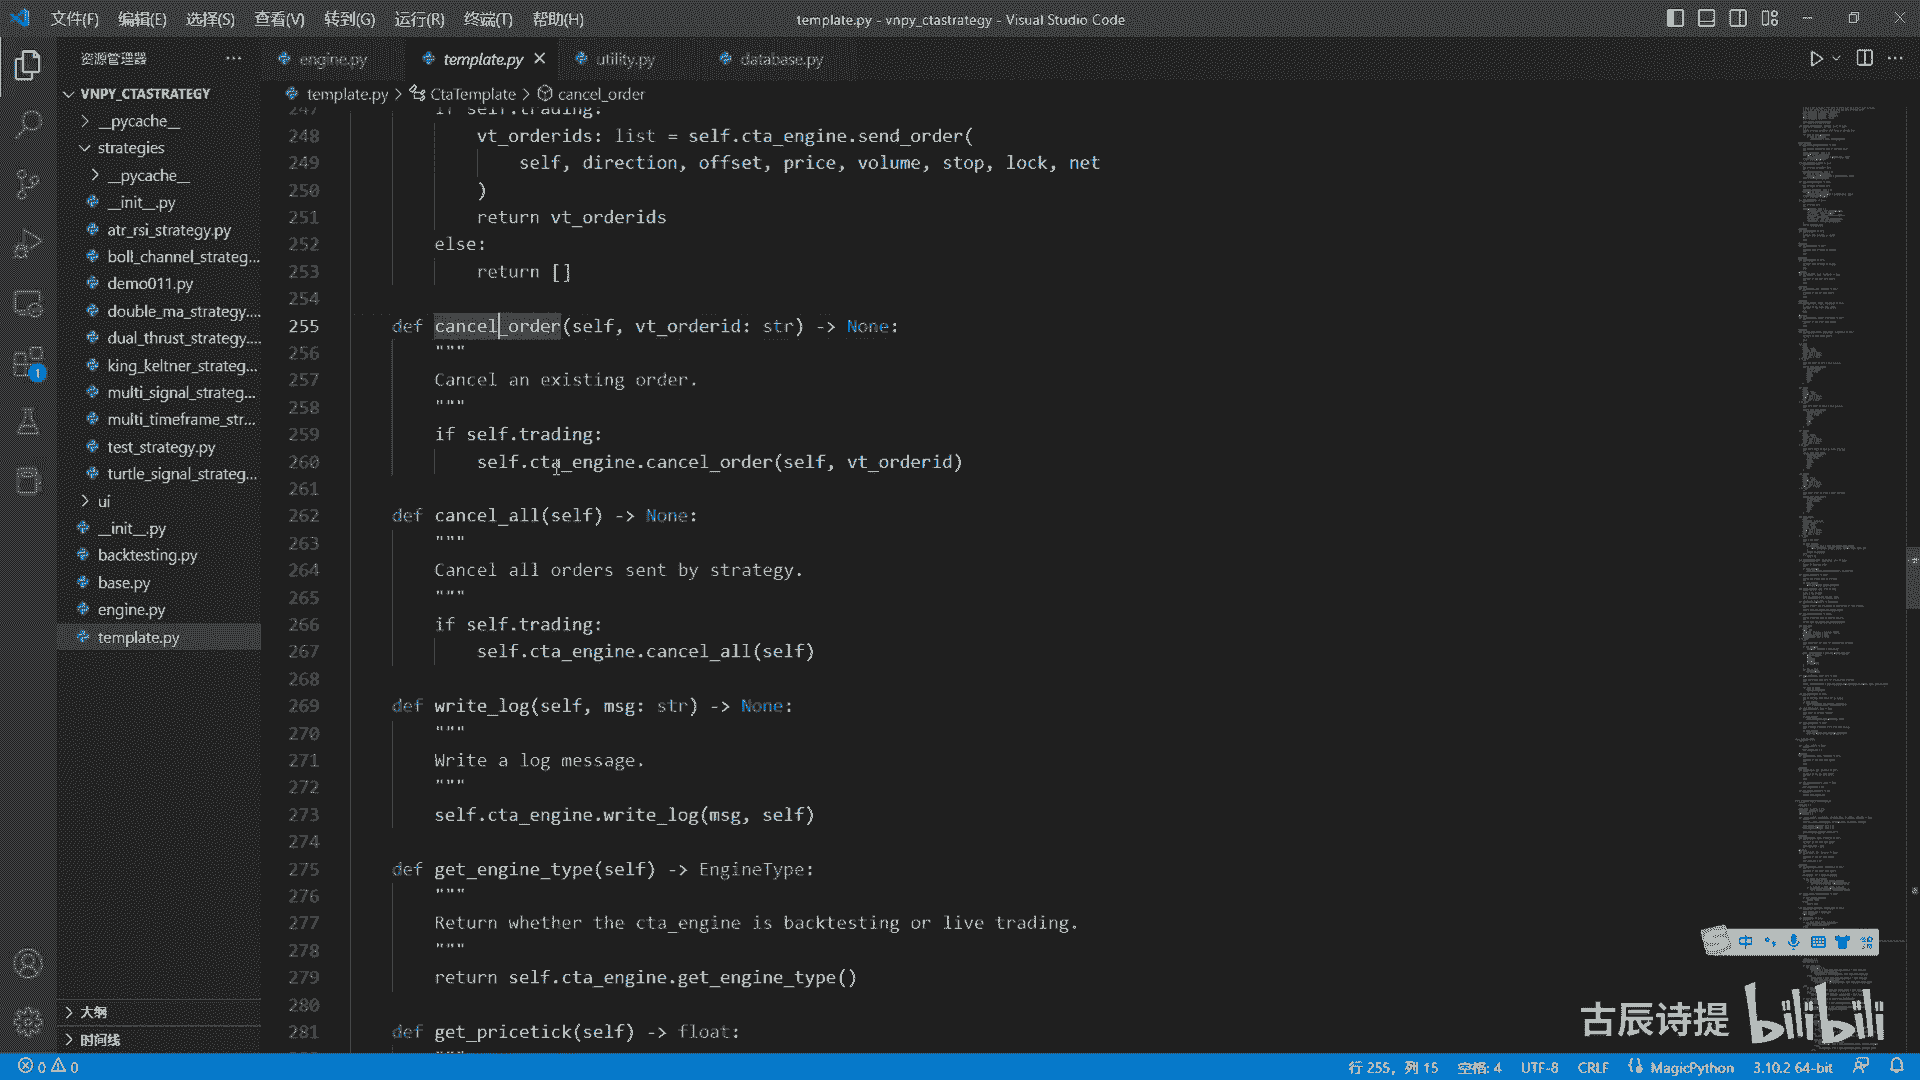 文件(F) 编辑(E) 选择(S) 查看(V) 转到(G) 运行(R) 终端(T) 帮助(H)
template.py - vnpy_ctastrategy - Visual Studio Code
资源管理器
engine.py
template.py
utility.py
database.py
template.py > CtaTemplate > cancel_order
VNPY_CTASTRATEGY
__pycache__
strategies
__pycache__
__init__.py
atr_rsi_strategy.py
boll_channel_strateg...
demo011.py
double_ma_strategy....
dual_thrust_strategy....
king_keltner_strateg...
multi_signal_strateg...
multi_timeframe_str...
test_strategy.py
turtle_signal_strateg...
ui
__init__.py
backtesting.py
base.py
engine.py
template.py
大纲
时间线
1
247 if self.trading:
248 vt_orderids: list = self.cta_engine.send_order(
249 self, direction, offset, price, volume, stop, lock, net
250 )
251 return vt_orderids
252 else:
253 return []
254
255 def cancel_order(self, vt_orderid: str) -> None:
256 """
257 Cancel an existing order.
258 """
259 if self.trading:
260 self.cta_engine.cancel_order(self, vt_orderid)
261
262 def cancel_all(self) -> None:
263 """
264 Cancel all orders sent by strategy.
265 """
266 if self.trading:
267 self.cta_engine.cancel_all(self)
268
269 def write_log(self, msg: str) -> None:
270 """
271 Write a log message.
272 """
273 self.cta_engine.write_log(msg, self)
274
275 def get_engine_type(self) -> EngineType:
276 """
277 Return whether the cta_engine is backtesting or live trading.
278 """
279 return self.cta_engine.get_engine_type()
280
281 def get_pricetick(self) -> float:
"""
中
古辰诗提 bilibili
0 0
行 255，列 15 空格: 4 UTF-8 CRLF MagicPython 3.10.2 64-bit